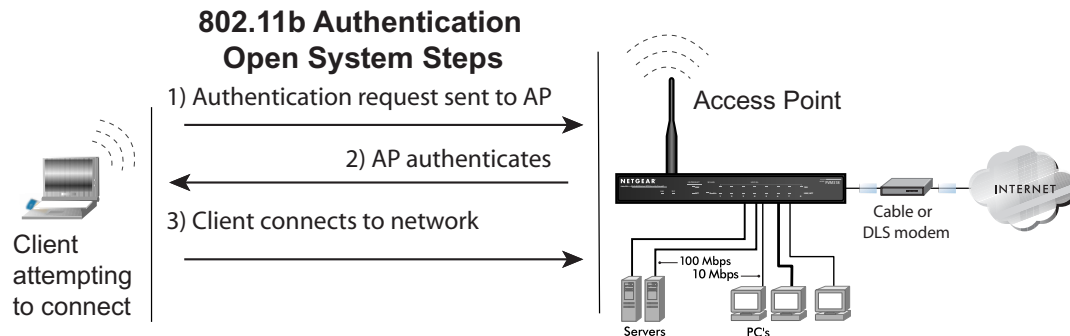 802.11b Authentication
Open System Steps
1) Authentication request sent to AP
2) AP authenticates
3) Client connects to network
Client
attempting
to connect
Access Point
NETGEAR
INTERNET
Cable or
DLS modem
100 Mbps
10 Mbps
Servers
PC's